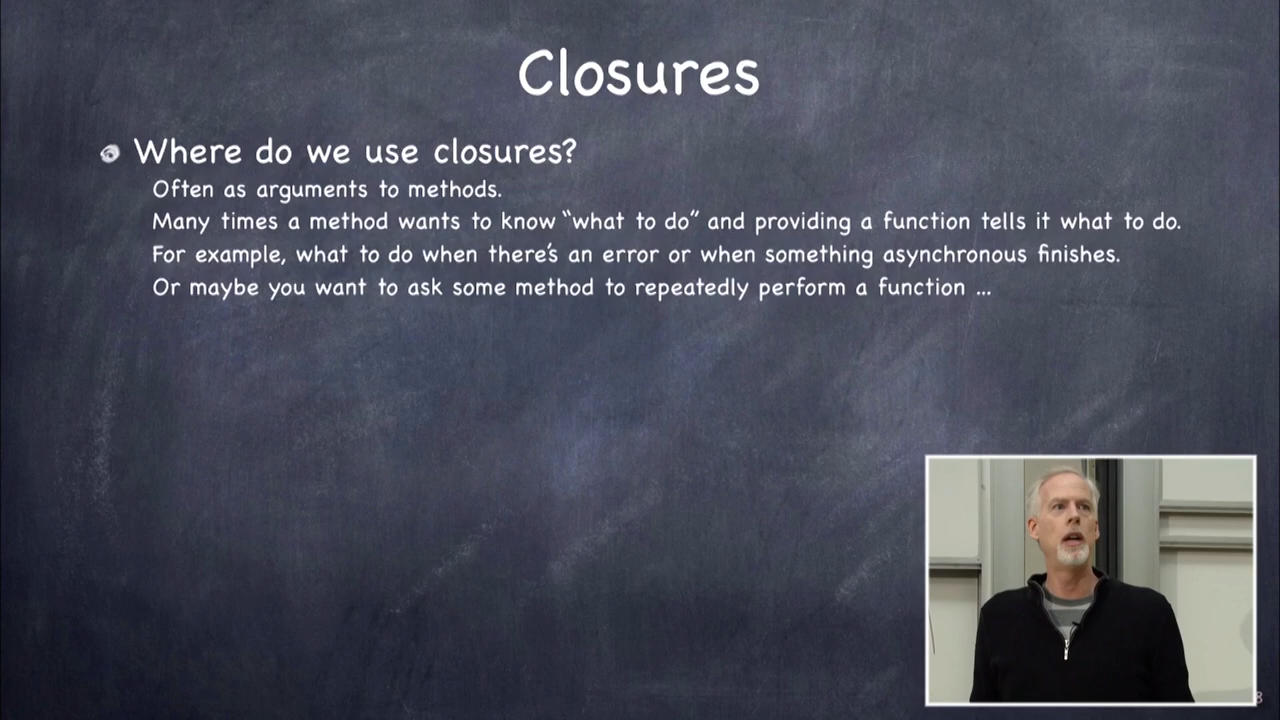 Closures
Where do we use closures?
Often as arguments to methods.
Many times a method wants to know “what to do” and providing a function tells it what to do.
For example, what to do when there’s an error or when something asynchronous finishes.
Or maybe you want to ask some method to repeatedly perform a function ...
8